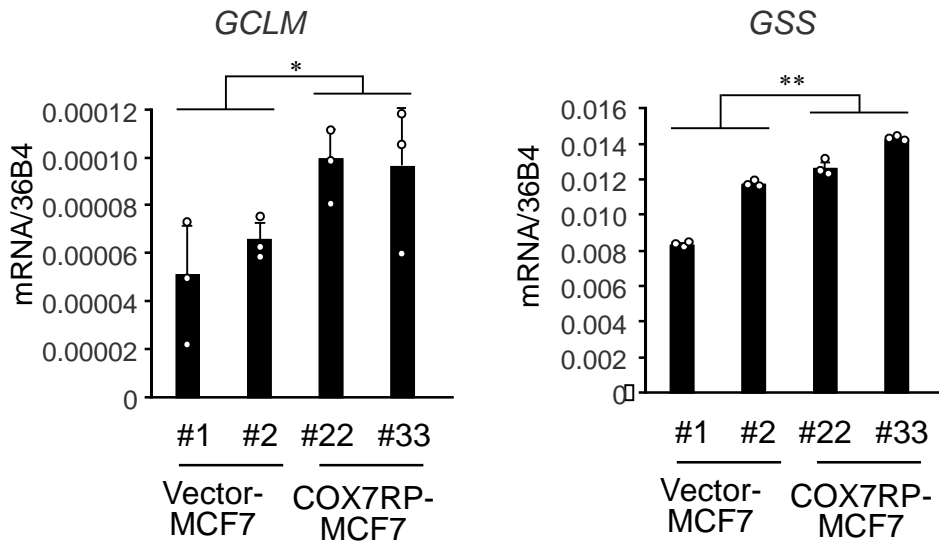 GCLM
*
mRNA/36B4
0.00012
0.00010
0.00008
0.00006
0.00004
0.00002
0
#1 #2 #22 #33
Vector-
MCF7
COX7RP-
MCF7
GSS
**
mRNA/36B4
0.016
0.014
0.012
0.010
0.008
0.006
0.004
0.002
0
#1 #2 #22 #33
Vector-
MCF7
COX7RP-
MCF7